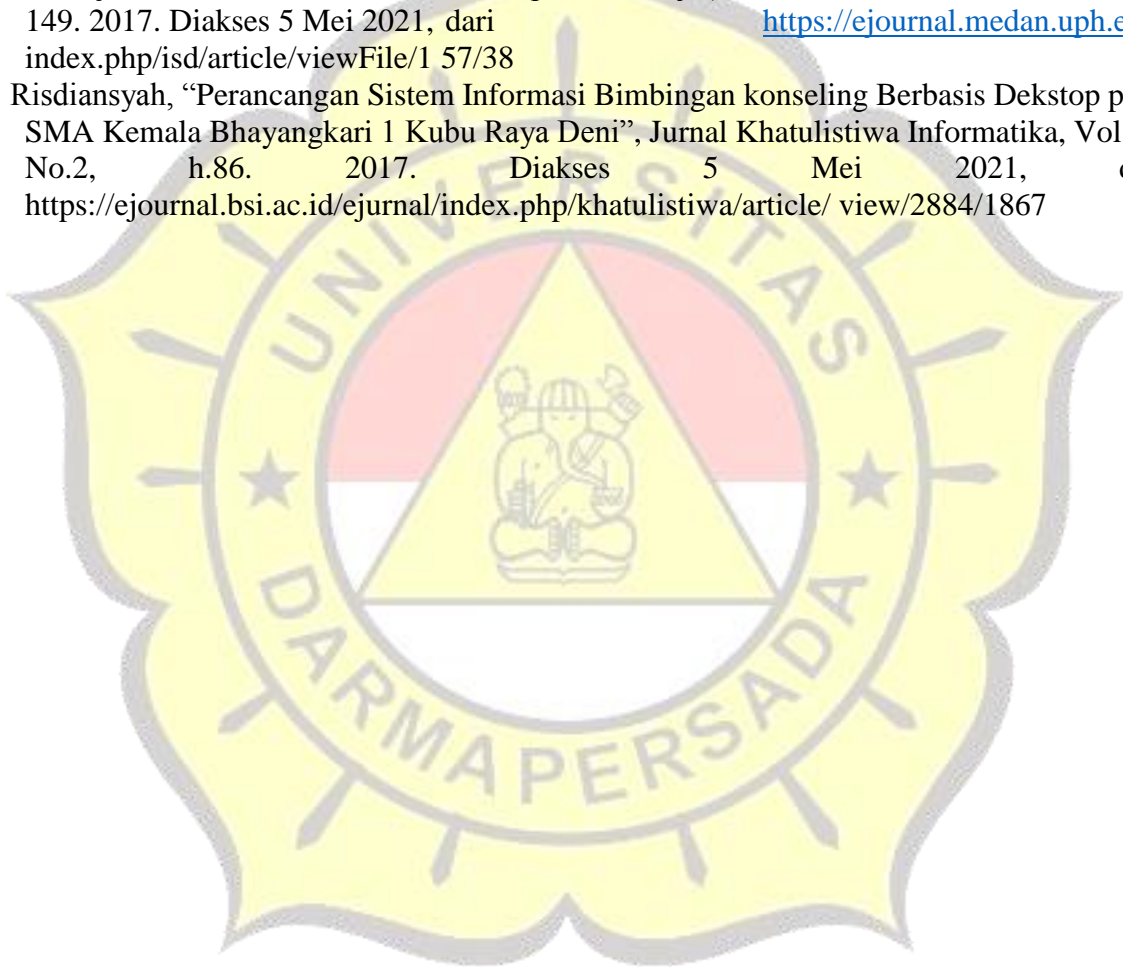 149. 2017. Diakses 5 Mei 2021, dari https://ejournal.medan.uph.e
index.php/isd/article/viewFile/1 57/38
Risdiansyah, “Perancangan Sistem Informasi Bimbingan konseling Berbasis Dekstop p
SMA Kemala Bhayangkari 1 Kubu Raya Deni”, Jurnal Khatulistiwa Informatika, Vol
No.2, h.86. 2017. Diakses 5 Mei 2021,
https://ejournal.bsi.ac.id/ejurnal/index.php/khatulistiwa/article/ view/2884/1867
UNIVERSITAS
DARMA PERSADA